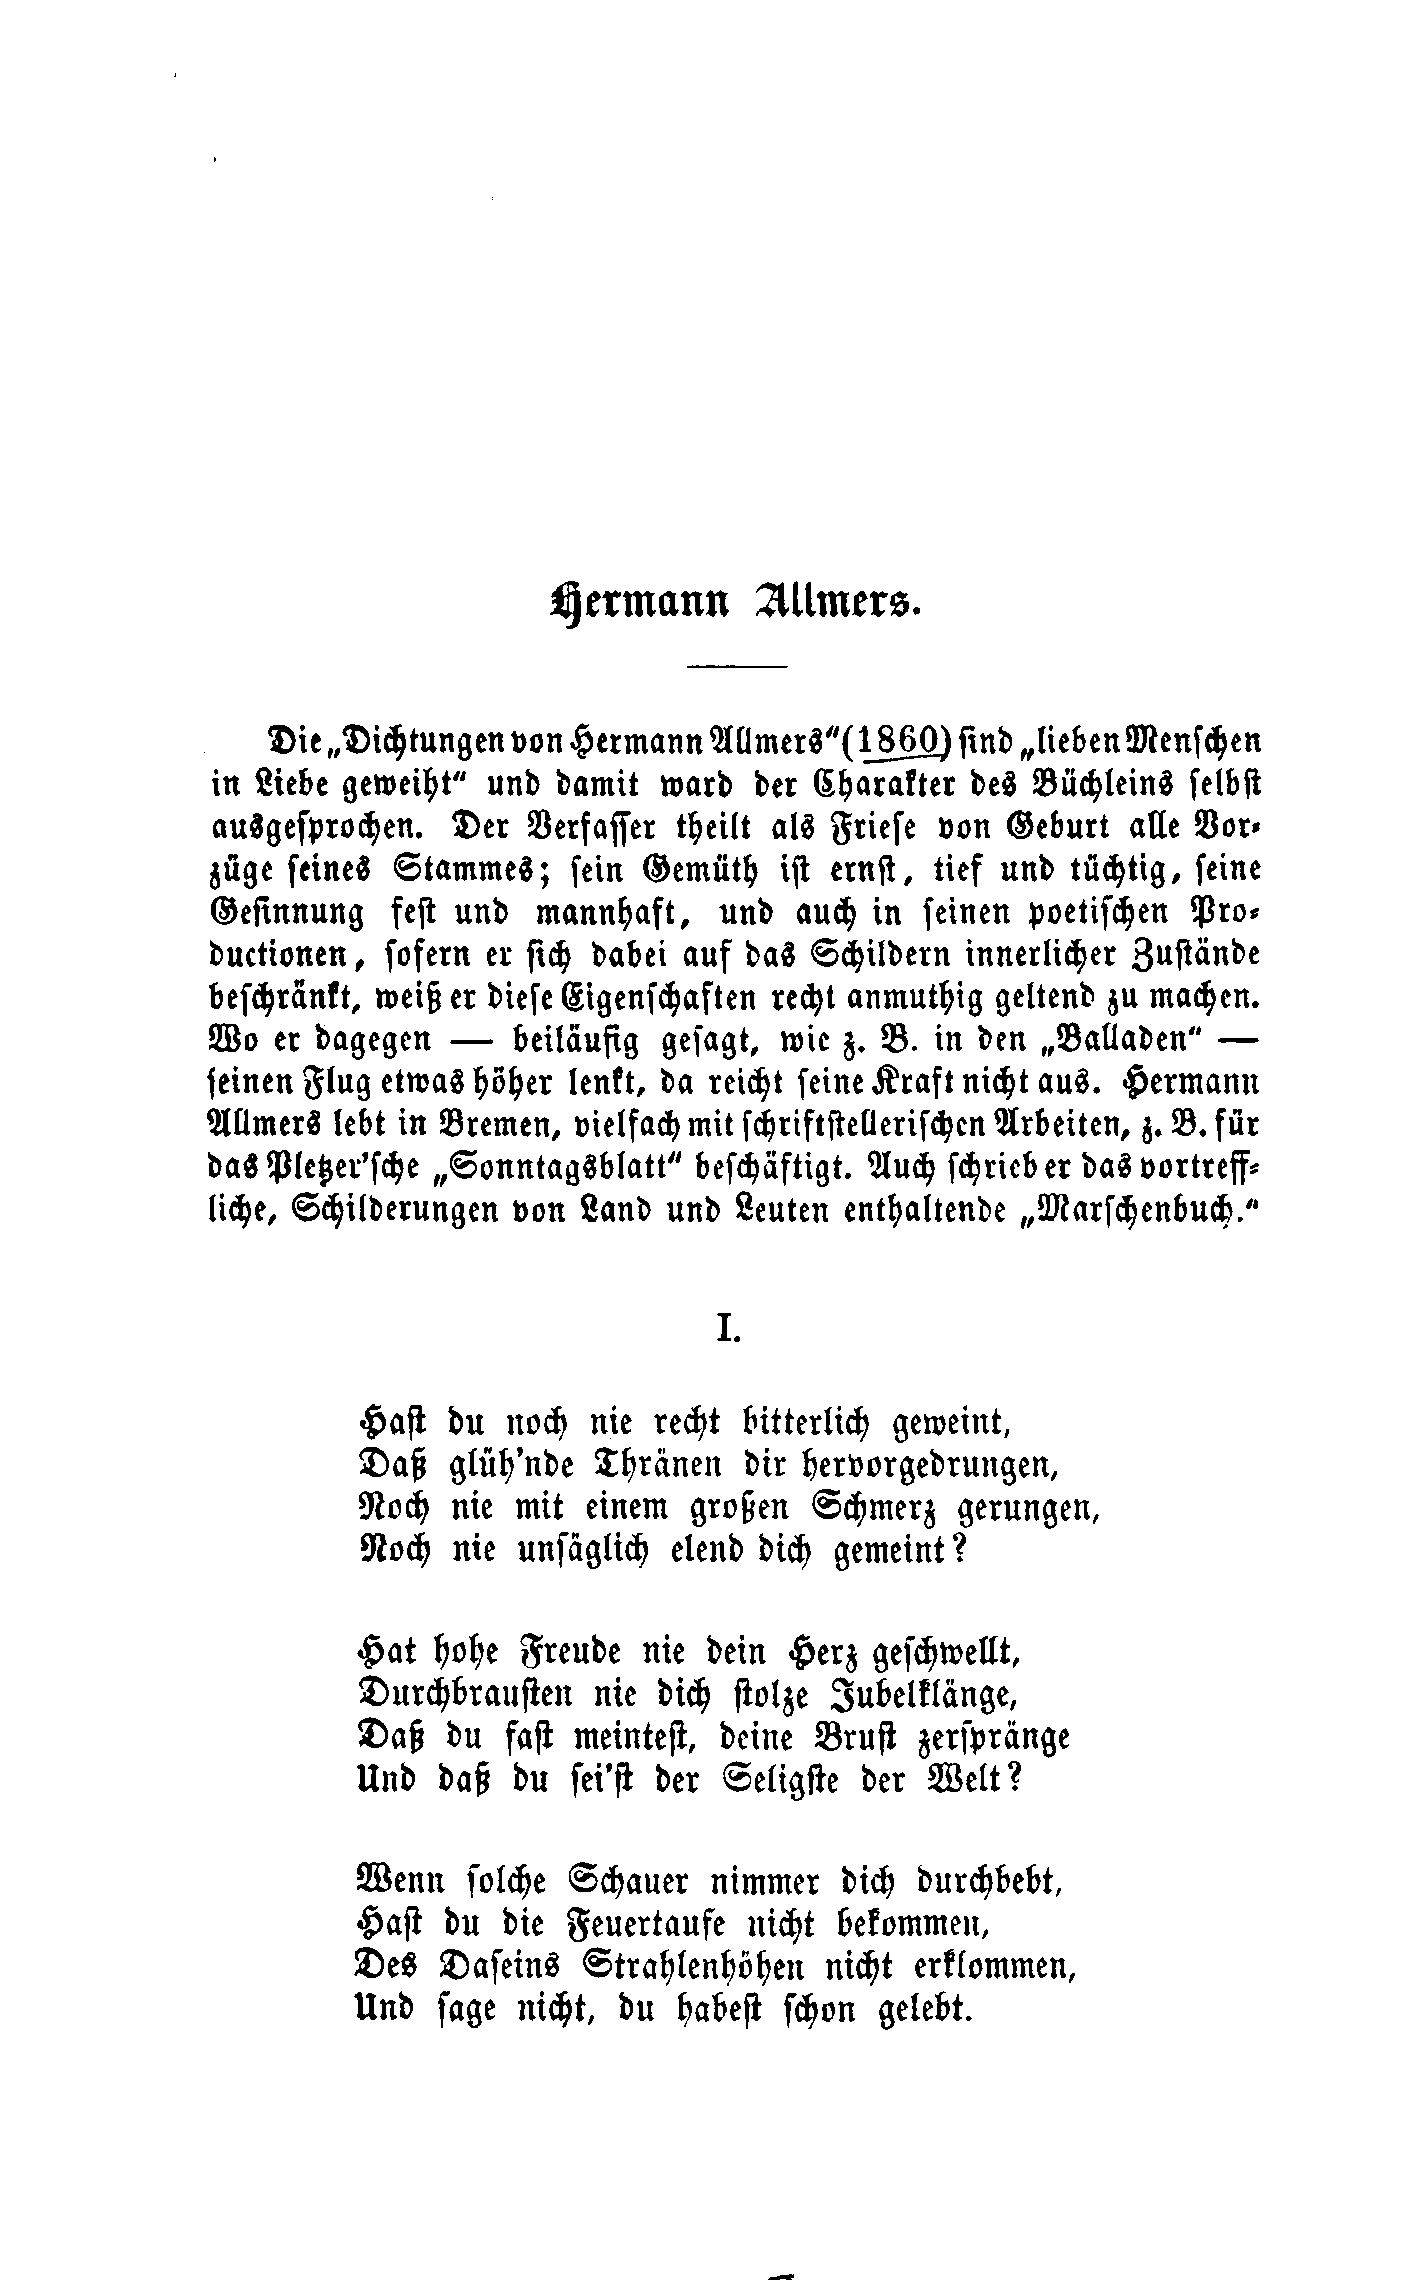 Hermann Allmers.
Die „Dichtungen von Hermann Allmers“ (1860) sind „lieben Menschen
in Liebe geweiht“ und damit ward der Charakter des Büchleins selbst
ausgesprochen. Der Verfasser theilt als Friese von Geburt alle Vor-
züge seines Stammes; sein Gemüth ist ernst, tief und tüchtig, seine
Gesinnung fest und mannhaft, und auch in seinen poetischen Pro-
ductionen, sofern er sich dabei auf das Schildern innerlicher Zustände
beschränkt, weiß er diese Eigenschaften recht anmuthig geltend zu machen.
Wo er dagegen — beiläufig gesagt, wie z. B. in den „Balladen“ —
seinen Flug etwas höher lenkt, da reicht seine Kraft nicht aus. Hermann
Allmers lebt in Bremen, vielfach mit schriftstellerischen Arbeiten, z. B. für
das Pletzer'sche „Sonntagsblatt“ beschäftigt. Auch schrieb er das vortreff-
liche, Schilderungen von Land und Leuten enthaltende „Marschenbuch.“
I.
Hast du noch nie recht bitterlich geweint,
Daß glüh'nde Thränen dir hervorgedrungen,
Noch nie mit einem großen Schmerz gerungen,
Noch nie unsäglich elend dich gemeint?
Hat hohe Freude nie dein Herz geschwellt,
Durchbrausten nie dich stolze Jubelklänge,
Daß du fast meintest, deine Brust zerspränge
Und daß du sei'st der Seligste der Welt?
Wenn solche Schauer nimmer dich durchbebt,
Hast du die Feuertaufe nicht bekommen,
Des Daseins Strahlenhöhen nicht erklommen,
Und sage nicht, du habest schon gelebt.